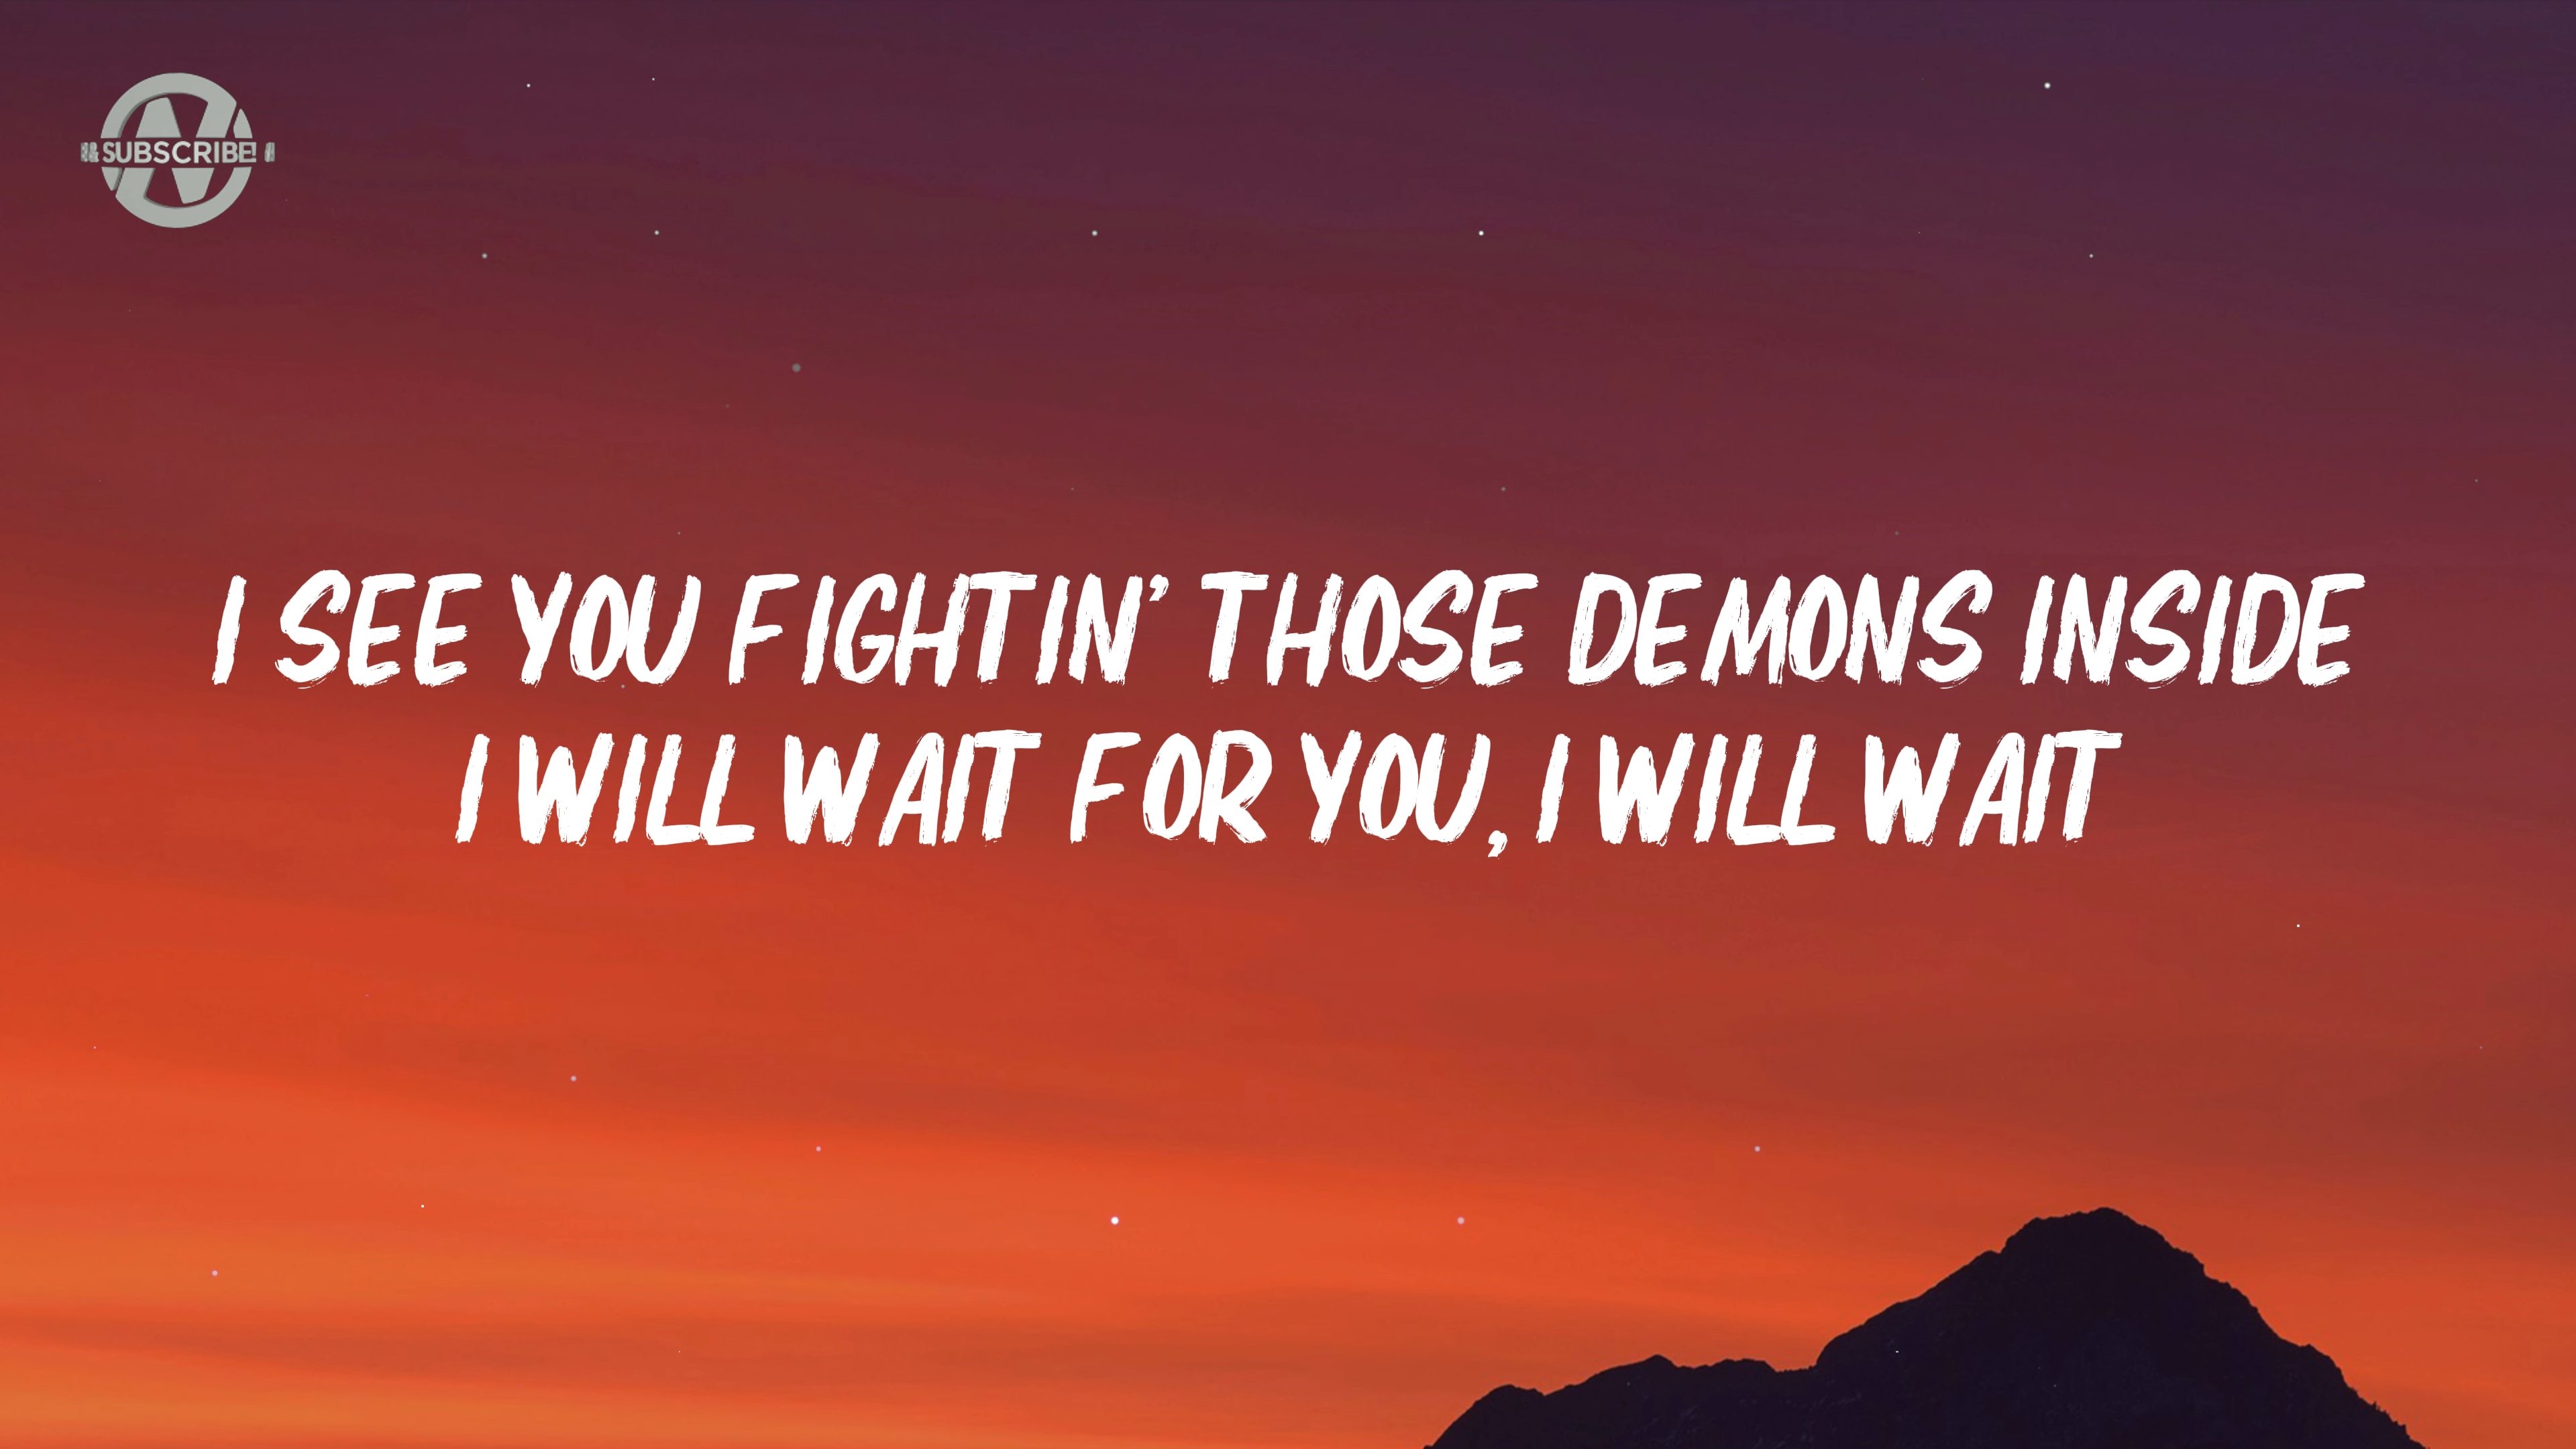 SUBSCRIBE!
I SEE YOU FIGHTIN' THOSE DEMONS INSIDE
I WILL WAIT FOR YOU, I WILL WAIT